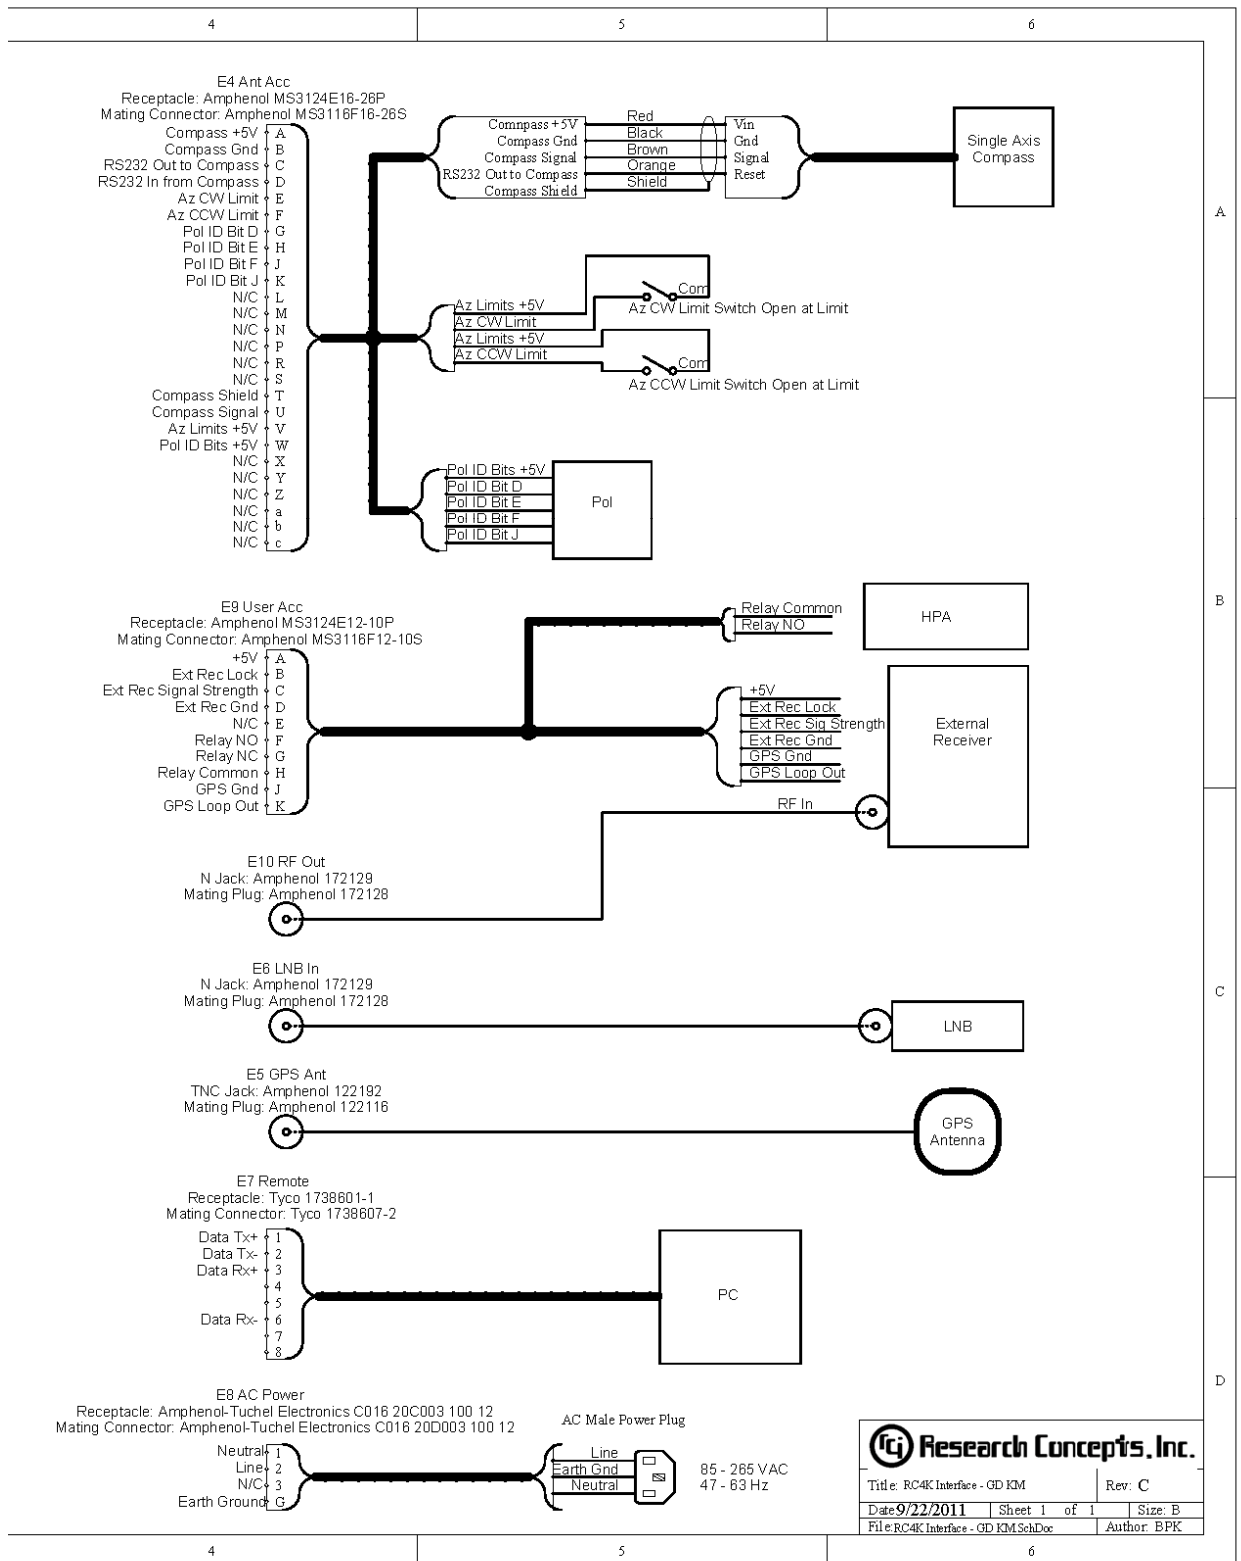 4 5 6
E4 Ant Acc
Receptacle: Amphenol MS3124E16-26P
Mating Connector: Amphenol MS3116F16-26S
Compass +5V A
Compass Gnd B
RS232 Out to Compass C
RS232 In from Compass D
Az CW Limit E
Az CCW Limit F
Pol ID Bit D G
Pol ID Bit E H
Pol ID Bit F J
Pol ID Bit J K
N/C L
N/C M
N/C N
N/C P
N/C R
N/C S
Compass Shield T
Compass Signal U
Az Limits +5V V
Pol ID Bits +5V W
N/C X
N/C Y
N/C Z
N/C a
N/C b
N/C c
Comnpass +5V Red Vin
Compass Gnd Black Gnd
Compass Signal Brown Signal
RS232 Out to Compass Orange Reset
Compass Shield Shield
Single Axis
Compass
A
Az Limits +5V
Az CW Limit
Az Limits +5V
Az CCW Limit
Com
Az CW Limit Switch Open at Limit
Com
Az CCW Limit Switch Open at Limit
Pol ID Bits +5V
Pol ID Bit D
Pol ID Bit E
Pol ID Bit F
Pol ID Bit J
Pol
B
E9 User Acc
Receptacle: Amphenol MS3124E12-10P
Mating Connector: Amphenol MS3116F12-10S
+5V A
Ext Rec Lock B
Ext Rec Signal Strength C
Ext Rec Gnd D
N/C E
Relay NO F
Relay NC G
Relay Common H
GPS Gnd J
GPS Loop Out K
Relay Common
Relay NO
HPA
+5V
Ext Rec Lock
Ext Rec Sig Strength
Ext Rec Gnd
GPS Gnd
GPS Loop Out
External
Receiver
RF In
E10 RF Out
N Jack: Amphenol 172129
Mating Plug: Amphenol 172128
E6 LNB In
N Jack: Amphenol 172129
Mating Plug: Amphenol 172128
LNB
C
E5 GPS Ant
TNC Jack: Amphenol 122192
Mating Plug: Amphenol 122116
GPS
Antenna
E7 Remote
Receptacle: Tyco 1738601-1
Mating Connector: Tyco 1738607-2
Data Tx+ 1
Data Tx- 2
Data Rx+ 3
4
5
Data Rx- 6
7
8
PC
D
E8 AC Power
Receptacle: Amphenol-Tuchel Electronics C016 20C003 100 12
Mating Connector: Amphenol-Tuchel Electronics C016 20D003 100 12
Neutral 1
Line 2
N/C 3
Earth Ground G
AC Male Power Plug
Line
Earth Gnd
Neutral
85 - 265 VAC
47 - 63 Hz
rci Research Concepts, Inc.
Title: RC4K Interface - GD KM Rev: C
Date 9/22/2011 Sheet 1 of 1 Size: B
File: RC4K Interface - GD KM.SchDoc Author: BPK
4 5 6